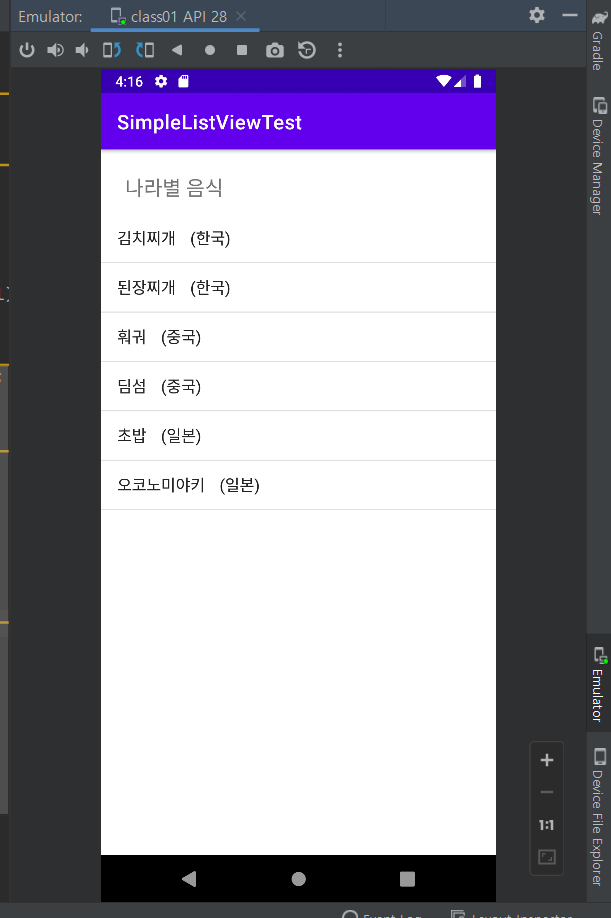 Emulator: class01 API 28
Gradle
Device Manager
4:16
SimpleListViewTest
나라별 음식
김치찌개 (한국)
된장찌개 (한국)
훠궈 (중국)
딤섬 (중국)
초밥 (일본)
오코노미야키 (일본)
Emulator
1:1
Device File Explorer
Event Log Layout Inspector